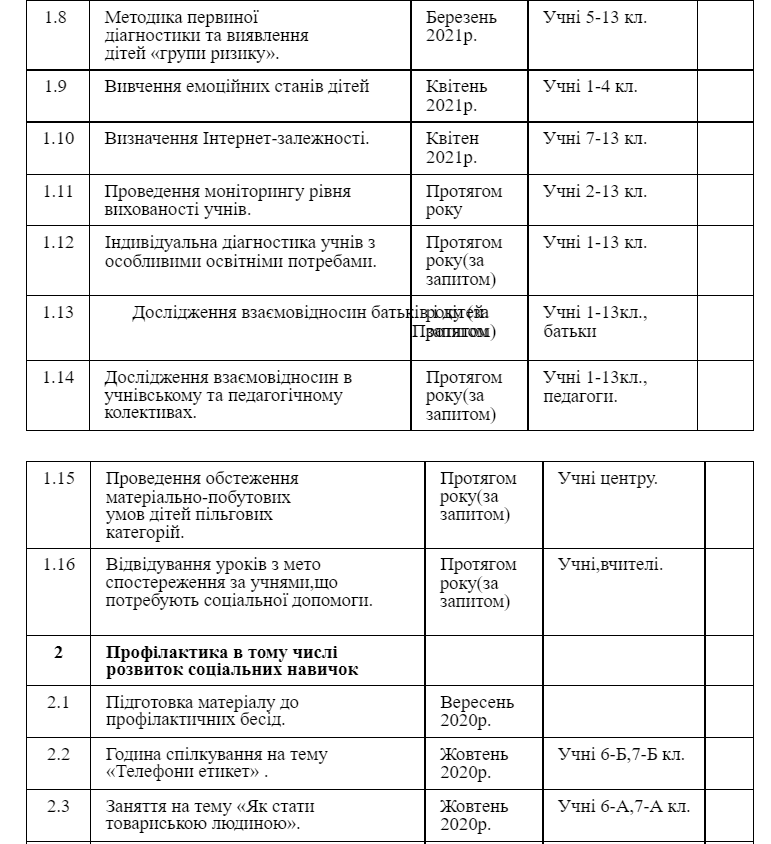 1.8 Методика первиної Березень Учні 5-13 кл.
діагностики та виявлення 2021р.
дітей «групи ризику».
1.9 Вивчення емоційних станів дітей Квітень Учні 1-4 кл.
2021р.
1.10 Визначення Інтернет-залежності. Квітен Учні 7-13 кл.
2021р.
1.11 Проведення моніторингу рівня Протягом Учні 2-13 кл.
вихованості учнів. року
1.12 Індивідуальна діагностика учнів з Протягом Учні 1-13 кл.
особливими освітніми потребами. року(за
запитом)
1.13 Дослідження взаємовідносин батьків і дітей. року(за Учні 1-13кл.,
Протягом запитом) батьки
1.14 Дослідження взаємовідносин в Протягом Учні 1-13кл.,
учнівському та педагогічному року(за педагоги.
колективах. запитом)
1.15 Проведення обстеження Протягом Учні центру.
матеріально-побутових року(за
умов дітей пільгових запитом)
категорій.
1.16 Відвідування уроків з мето Протягом Учні,вчителі.
спостереження за учнями,що року(за
потребують соціальної допомоги. запитом)
2 Профілактика в тому числі
розвиток соціальних навичок
2.1 Підготовка матеріалу до Вересень
профілактичних бесід. 2020р.
2.2 Година спілкування на тему Жовтень Учні 6-Б,7-Б кл.
«Телефони етикет» . 2020р.
2.3 Заняття на тему «Як стати Жовтень Учні 6-А,7-А кл.
товариською людиною». 2020р.